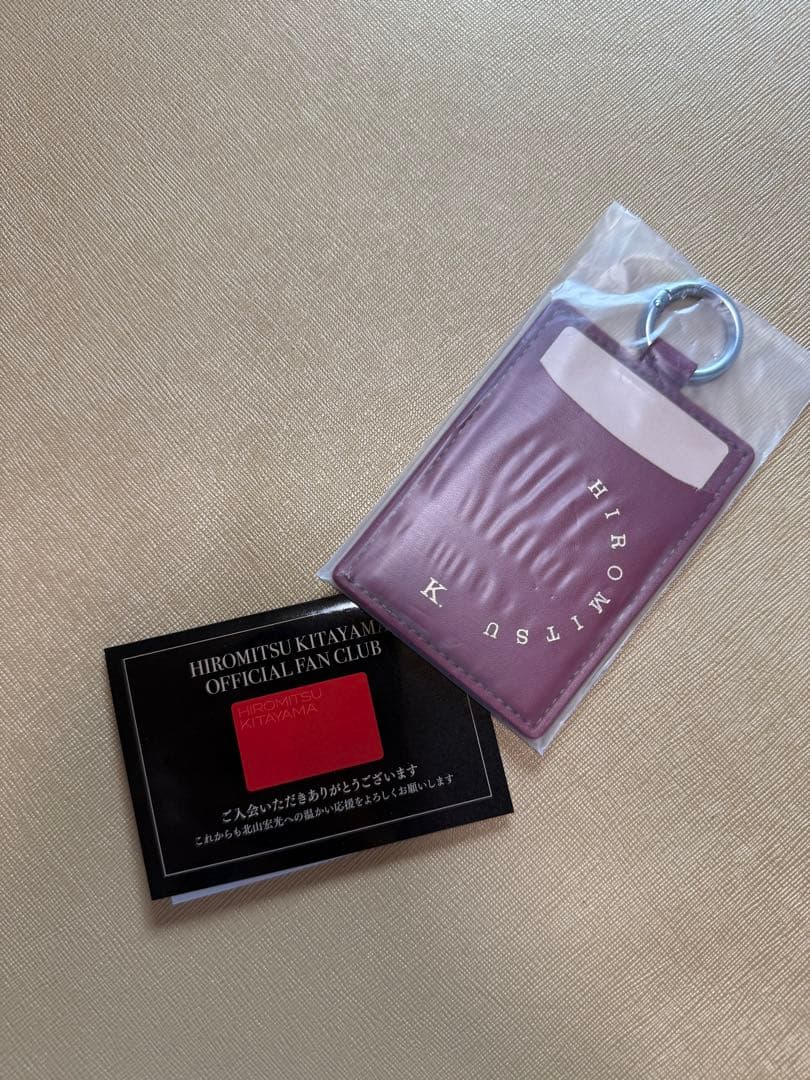 HIROMITSU
K.
HIROMITSU KITAYAMA
OFFICIAL FAN CLUB
HIROMITSU
KITAYAMA
ご入会いただきありがとうございます
これからも北山宏光への温かい応援をよろしくお願いします